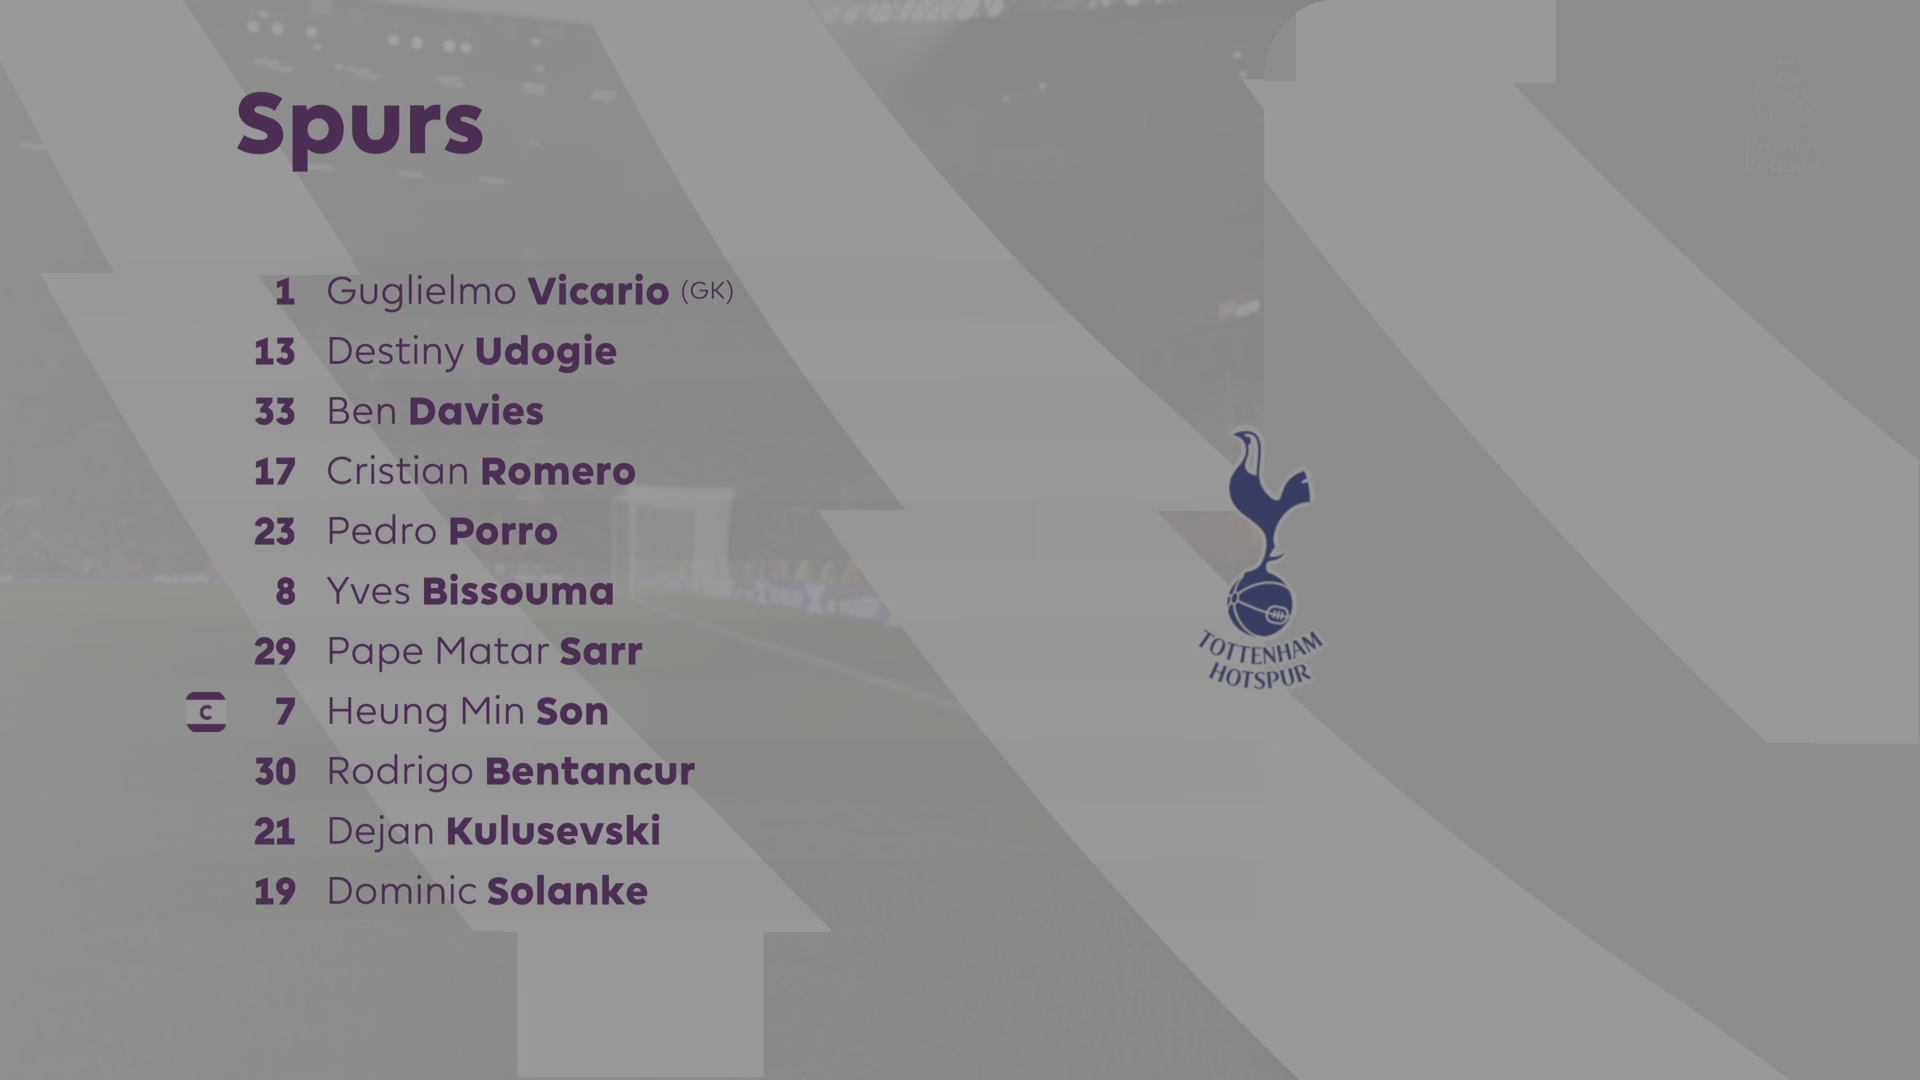 Spurs
Premier
League
1 Guglielmo Vicario (GK)
13 Destiny Udogie
33 Ben Davies
17 Cristian Romero
23 Pedro Porro
8 Yves Bissouma
29 Pape Matar Sarr
C 7 Heung Min Son
30 Rodrigo Bentancur
21 Dejan Kulusevski
19 Dominic Solanke
TOTTENHAM
HOTSPUR